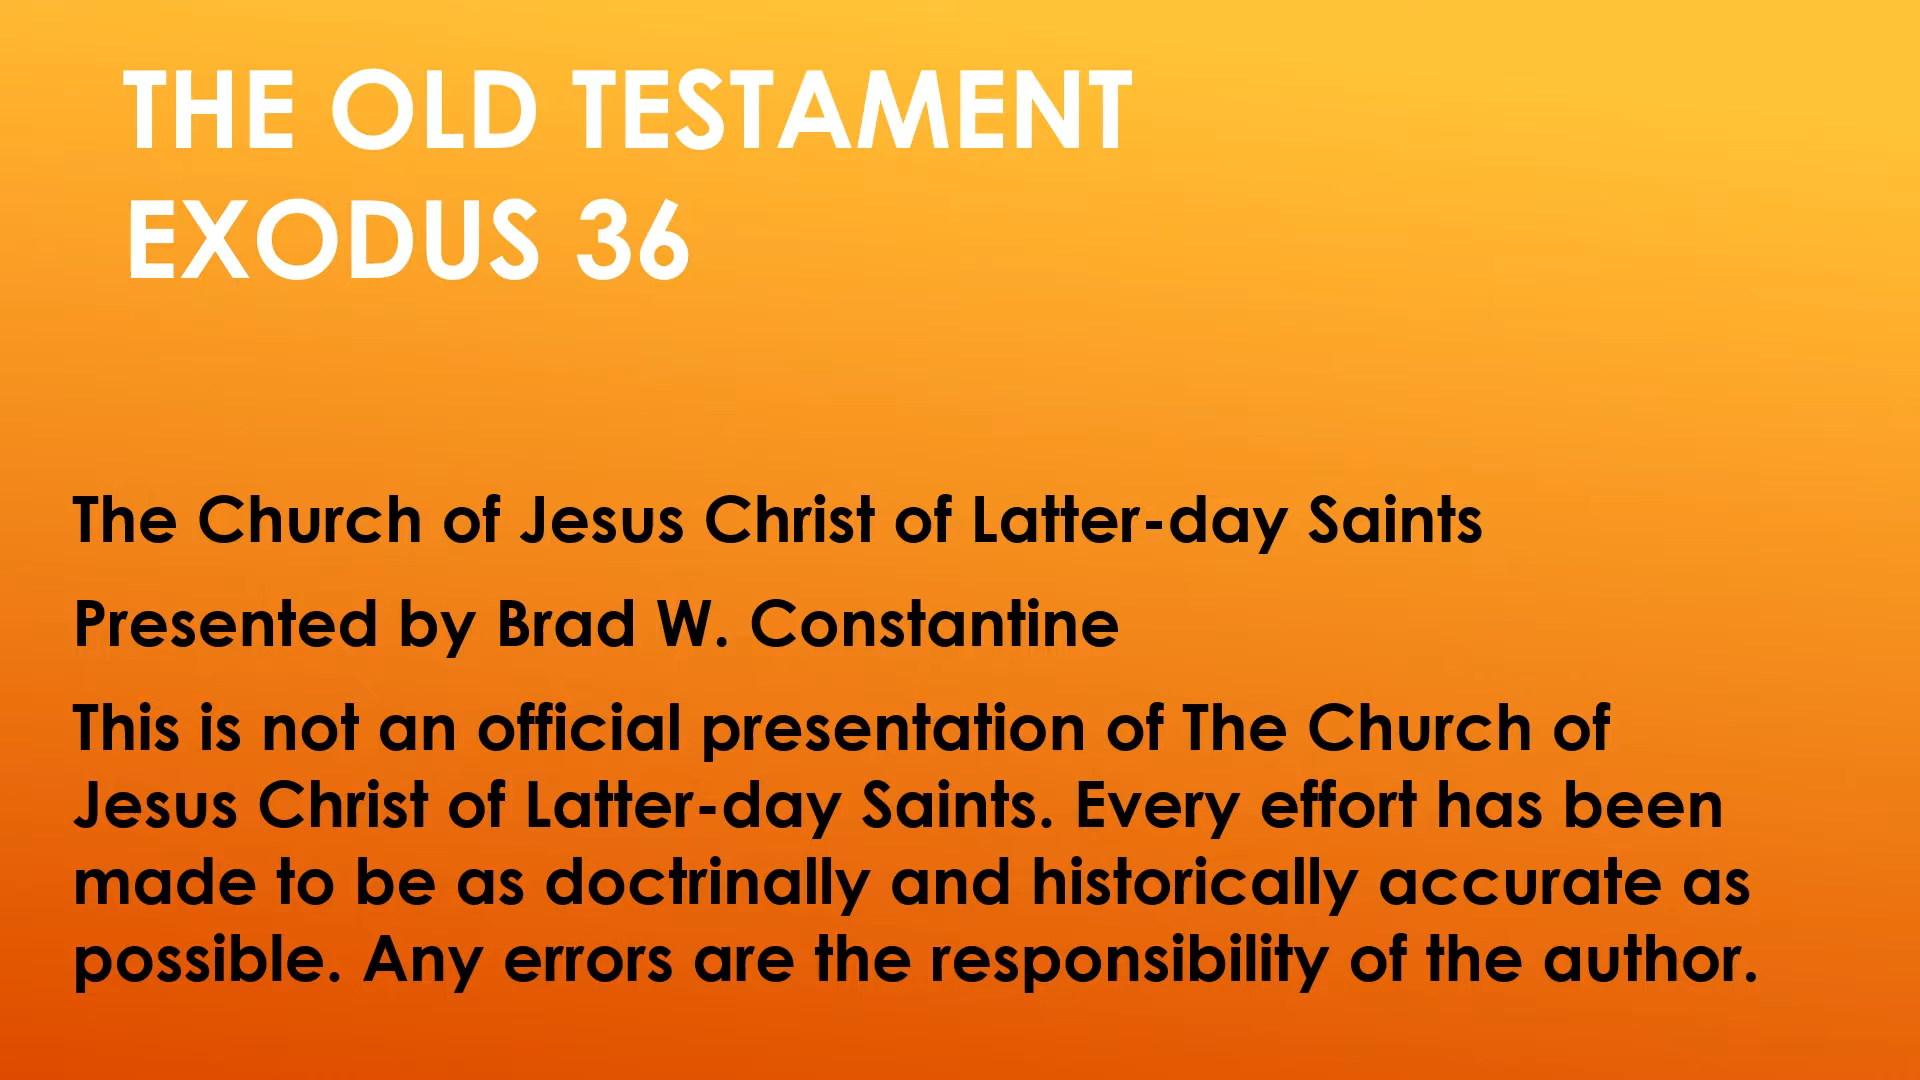 THE OLD TESTAMENT
EXODUS 36
The Church of Jesus Christ of Latter-day Saints
Presented by Brad W. Constantine
This is not an official presentation of The Church of
Jesus Christ of Latter-day Saints. Every effort has been
made to be as doctrinally and historically accurate as
possible. Any errors are the responsibility of the author.